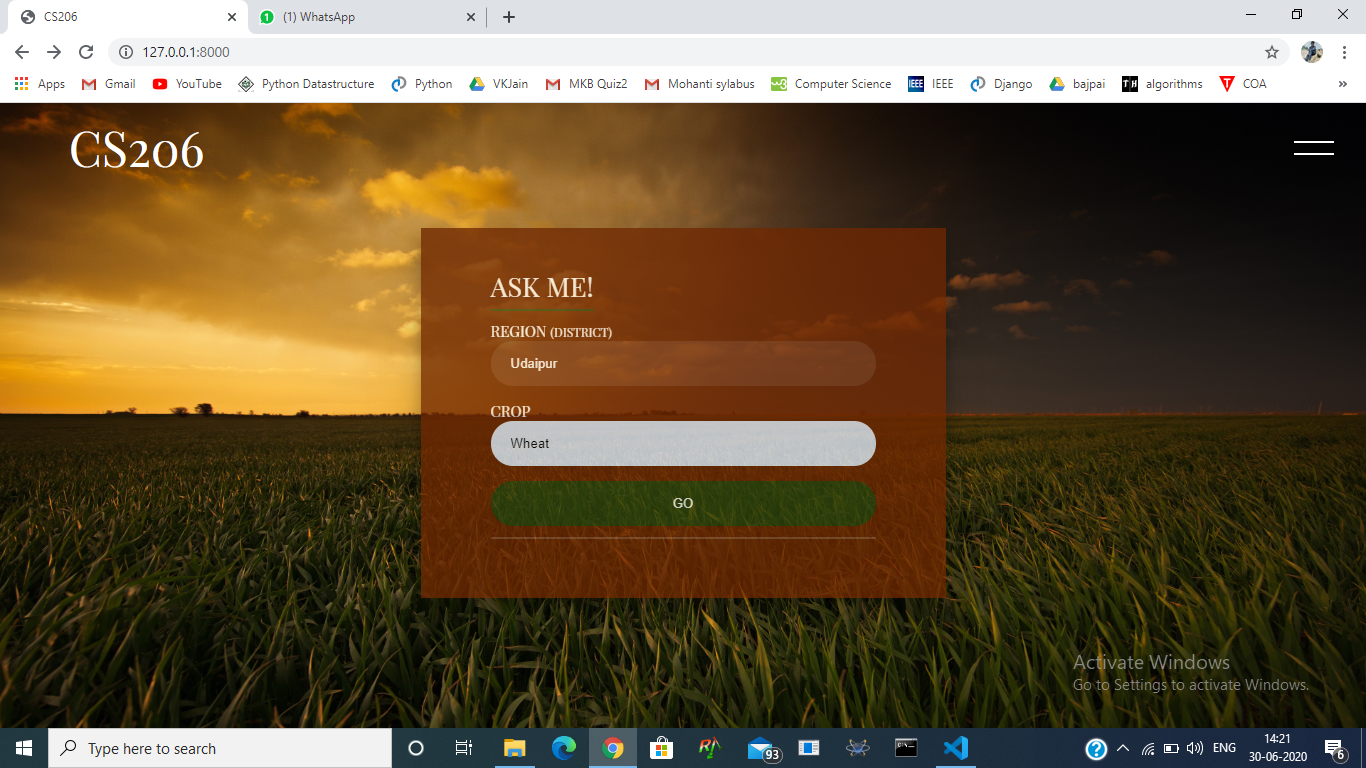 CS206
(1) WhatsApp
127.0.0.1:8000
Apps Gmail YouTube Python Datastructure Python VKJain MKB Quiz2 Mohanti sylabus Computer Science IEEE IEEE Django bajpai TH algorithms T COA »
CS206
ASK ME!
REGION (DISTRICT)
Udaipur
CROP
Wheat
GO
Activate Windows
Go to Settings to activate Windows.
Type here to search
93
ENG
14:21
30-06-2020
6